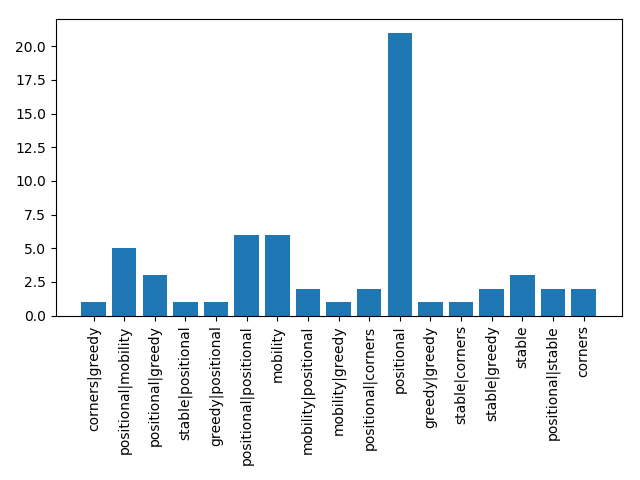 20.0
17.5
15.0
12.5
10.0
7.5
5.0
2.5
0.0
corners|greedy
positional|mobility
positional|greedy
stable|positional
greedy|positional
positional|positional
mobility
mobility|positional
mobility|greedy
positional|corners
positional
greedy|greedy
stable|corners
stable|greedy
stable
positional|stable
corners